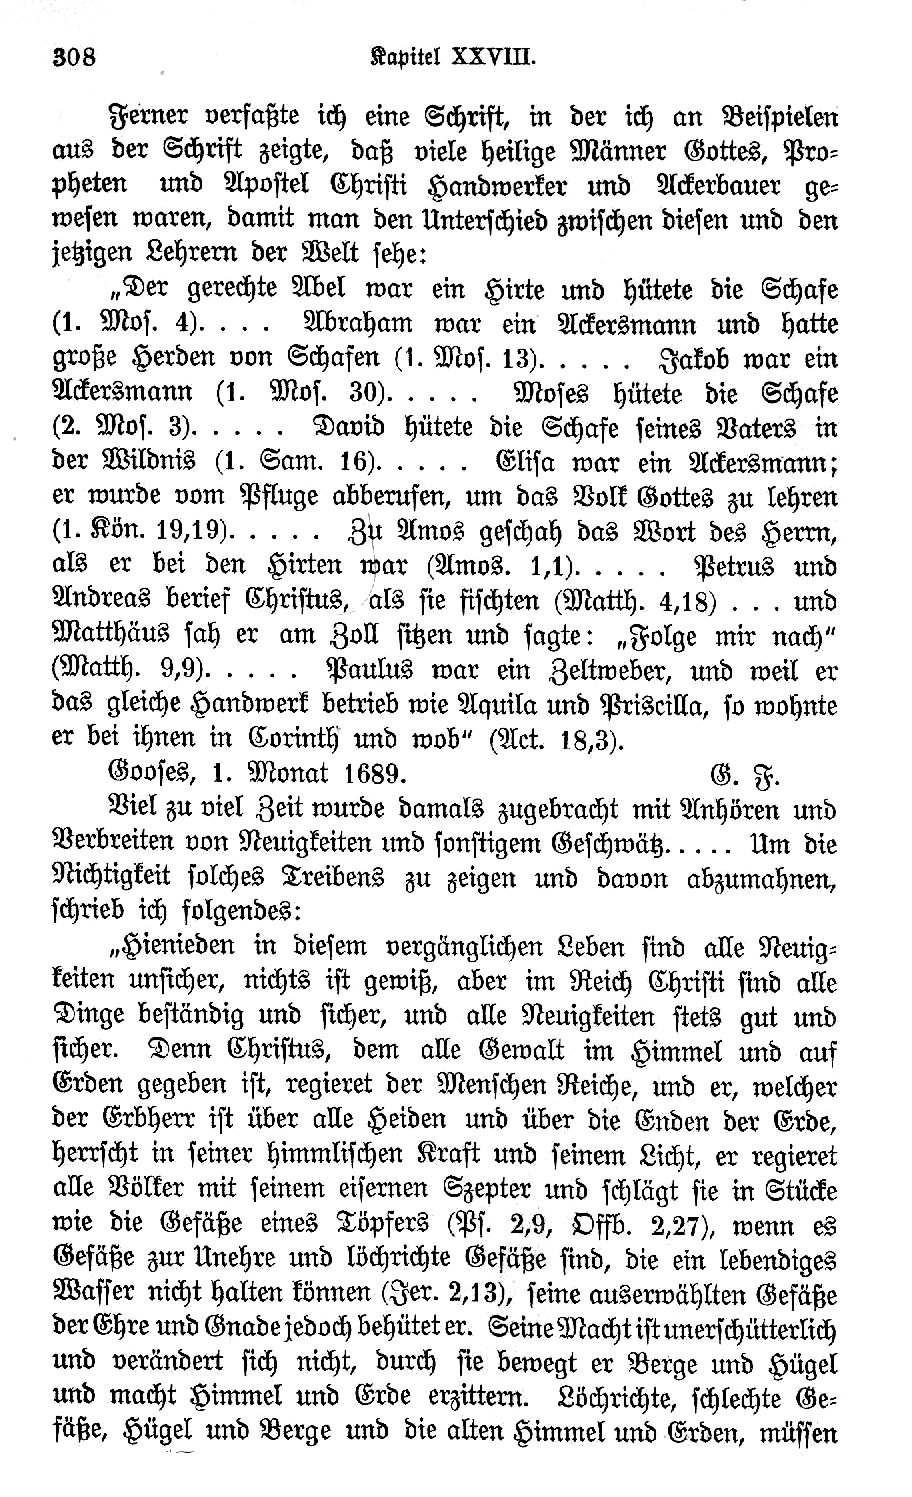 308 Kapitel XXVIII.
Ferner verfaßte ich eine Schrift, in der ich an Beispielen
aus der Schrift zeigte, daß viele heilige Männer Gottes, Pro-
pheten und Apostel Christi Handwerker und Ackerbauer ge-
wesen waren, damit man den Unterschied zwischen diesen und den
jetzigen Lehrern der Welt sehe:
„Der gerechte Abel war ein Hirte und hütete die Schafe
(1. Mos. 4). . . . Abraham war ein Ackersmann und hatte
große Herden von Schafen (1. Mos. 13). . . . . Jakob war ein
Ackersmann (1. Mos. 30). . . . . Moses hütete die Schafe
(2. Mos. 3). . . . . David hütete die Schafe seines Vaters in
der Wildnis (1. Sam. 16). . . . . Elisa war ein Ackersmann;
er wurde vom Pfluge abberufen, um das Volk Gottes zu lehren
(1. Kön. 19,19). . . . . Zu Amos geschah das Wort des Herrn,
als er bei den Hirten war (Amos. 1,1). . . . . Petrus und
Andreas berief Christus, als sie fischten (Matth. 4,18) . . . und
Matthäus sah er am Zoll sitzen und sagte: „Folge mir nach“
(Matth. 9,9). . . . . Paulus war ein Zeltweber, und weil er
das gleiche Handwerk betrieb wie Aquila und Priscilla, so wohnte
er bei ihnen in Corinth und wob“ (Act. 18,3).
Gooses, 1. Monat 1689. G. F.
Viel zu viel Zeit wurde damals zugebracht mit Anhören und
Verbreiten von Neuigkeiten und sonstigem Geschwätz. . . . . Um die
Nichtigkeit solches Treibens zu zeigen und davon abzumahnen,
schrieb ich folgendes:
„Hienieden in diesem vergänglichen Leben sind alle Neuig-
keiten unsicher, nichts ist gewiß, aber im Reich Christi sind alle
Dinge beständig und sicher, und alle Neuigkeiten stets gut und
sicher. Denn Christus, dem alle Gewalt im Himmel und auf
Erden gegeben ist, regieret der Menschen Reiche, und er, welcher
der Erbherr ist über alle Heiden und über die Enden der Erde,
herrscht in seiner himmlischen Kraft und seinem Licht, er regieret
alle Völker mit seinem eisernen Szepter und schlägt sie in Stücke
wie die Gefäße eines Töpfers (Ps. 2,9, Offb. 2,27), wenn es
Gefäße zur Unehre und löchrichte Gefäße sind, die ein lebendiges
Wasser nicht halten können (Jer. 2,13), seine auserwählten Gefäße
der Ehre und Gnade jedoch behütet er. Seine Macht ist unerschütterlich
und verändert sich nicht, durch sie bewegt er Berge und Hügel
und macht Himmel und Erde erzittern. Löchrichte, schlechte Ge-
fäße, Hügel und Berge und die alten Himmel und Erden, müssen